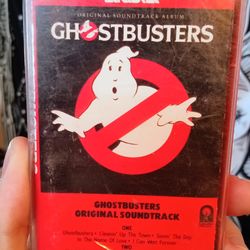 ORIGINAL SOUNDTRACK ALBUM
GHOSTBUSTERS
GHOSTBUSTERS
ORIGINAL SOUNDTRACK
ONE
Ghostbusters • Cleanin' Up The Town • Savin' The Day
In The Name Of Love • I Can Wait Forever
TWO